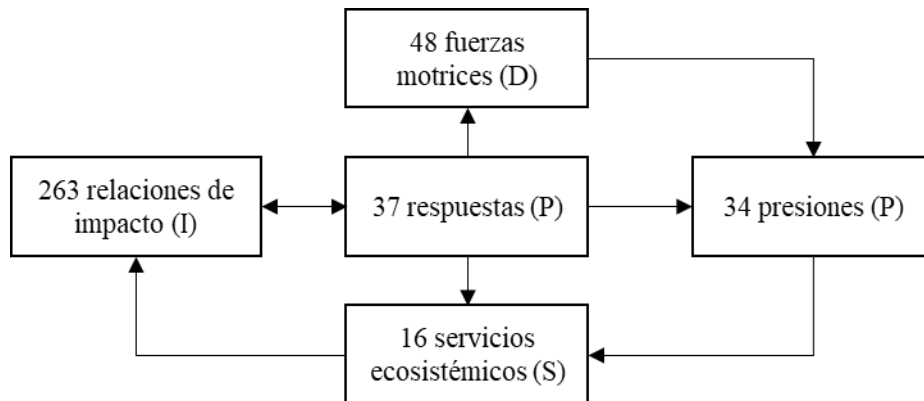 48 fuerzas
motrices (D)
263 relaciones de
impacto (I)
37 respuestas (P)
34 presiones (P)
16 servicios
ecosistémicos (S)